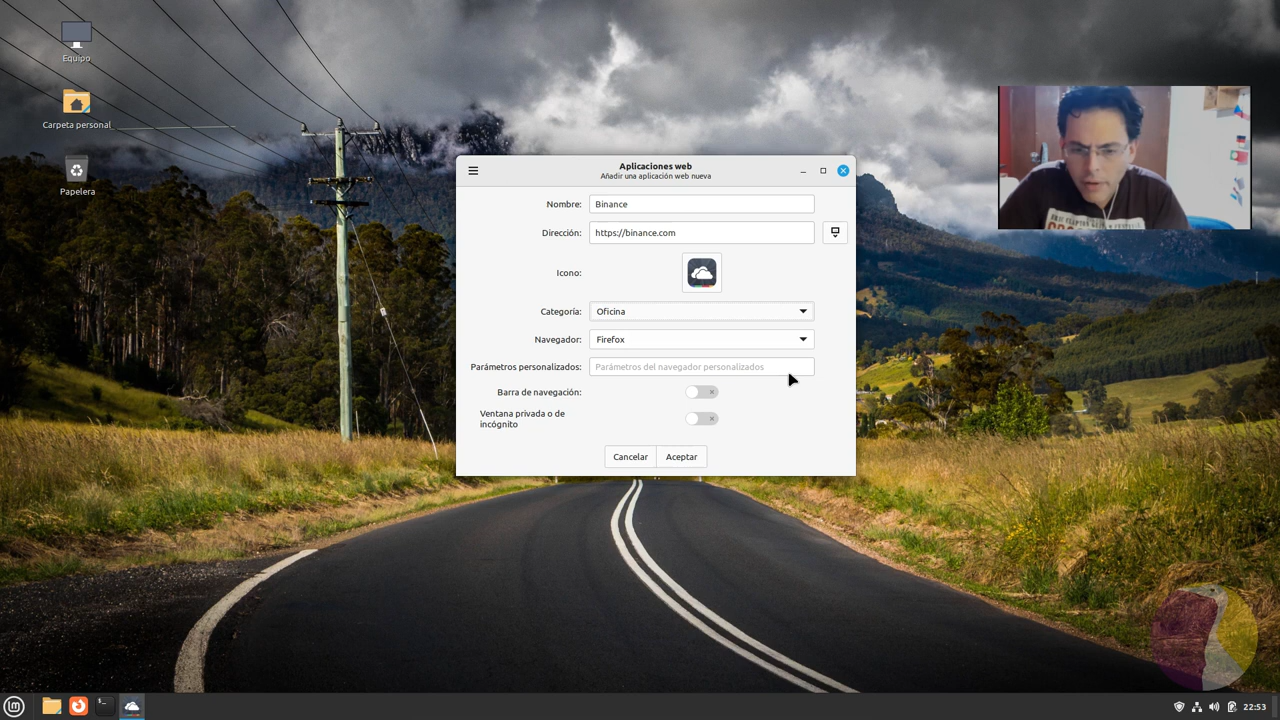 Equipo
Carpeta personal
Papelera
Aplicaciones web
Añadir una aplicación web nueva
Nombre: Binance
Dirección: https://binance.com
Icono:
Categoría: Oficina
Navegador: Firefox
Parámetros personalizados: Parámetros del navegador personalizados
Barra de navegación:
Ventana privada o de
incógnito
Cancelar Aceptar
22:53